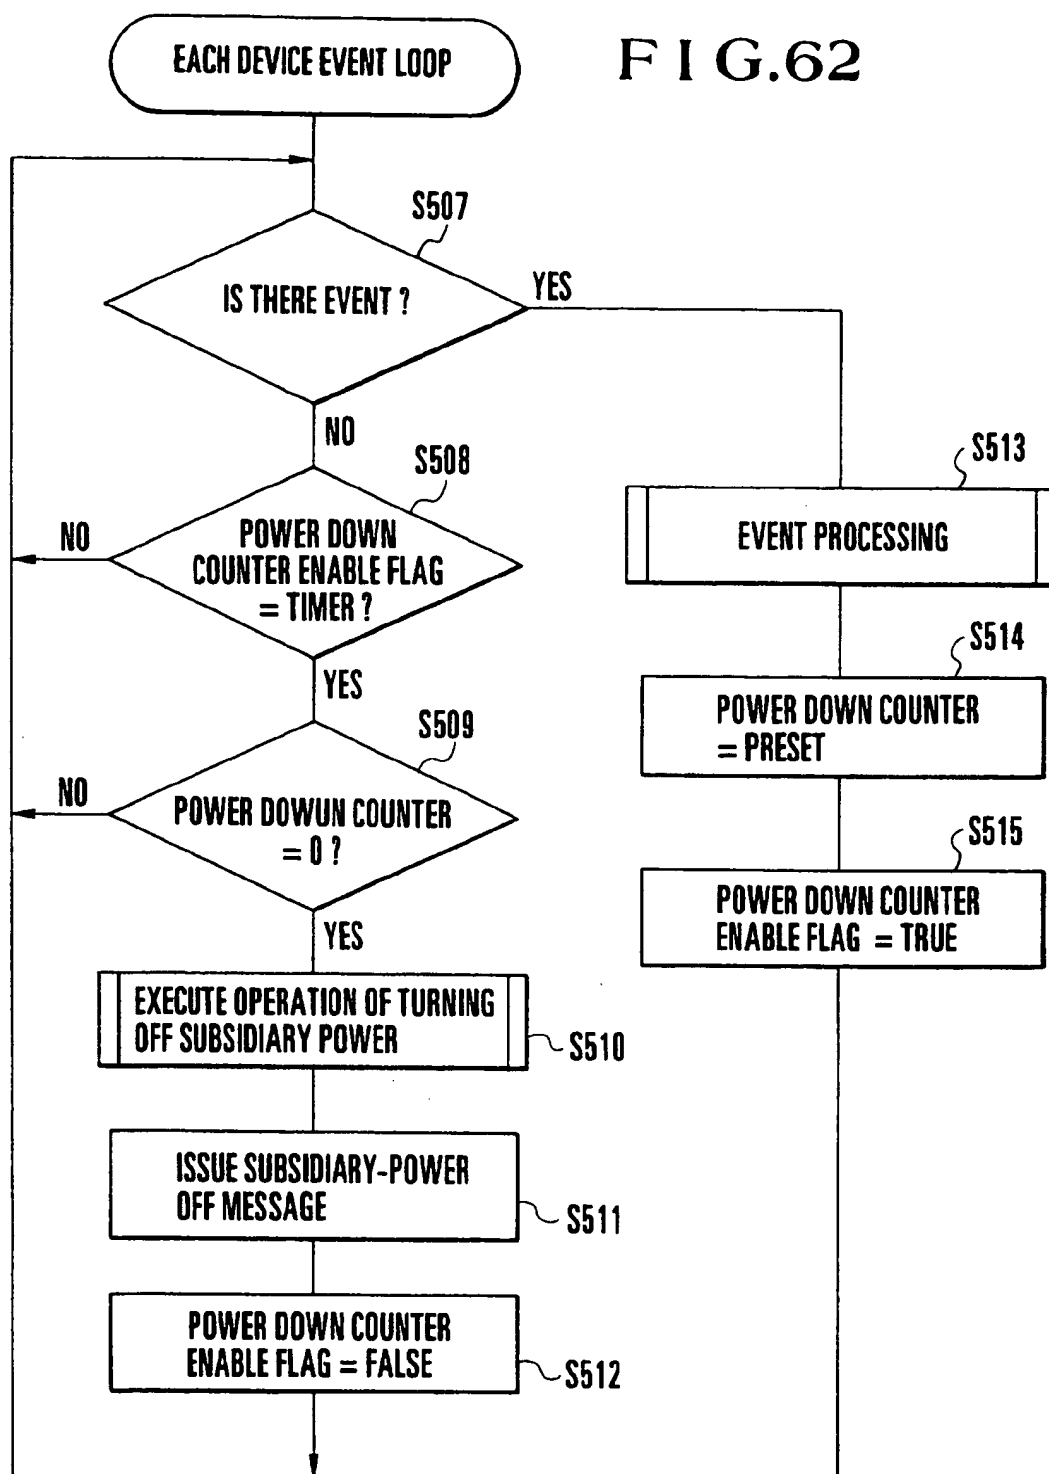 EACH DEVICE EVENT LOOP
FIG.62
S507
IS THERE EVENT ?
YES
NO
S508
POWER DOWN
COUNTER ENABLE FLAG
= TIMER ?
NO
YES
S509
POWER DOWUN COUNTER
= 0 ?
NO
YES
EXECUTE OPERATION OF TURNING
OFF SUBSIDIARY POWER
S510
ISSUE SUBSIDIARY-POWER
OFF MESSAGE
S511
POWER DOWN COUNTER
ENABLE FLAG = FALSE
S512
S513
EVENT PROCESSING
S514
POWER DOWN COUNTER
= PRESET
S515
POWER DOWN COUNTER
ENABLE FLAG = TRUE